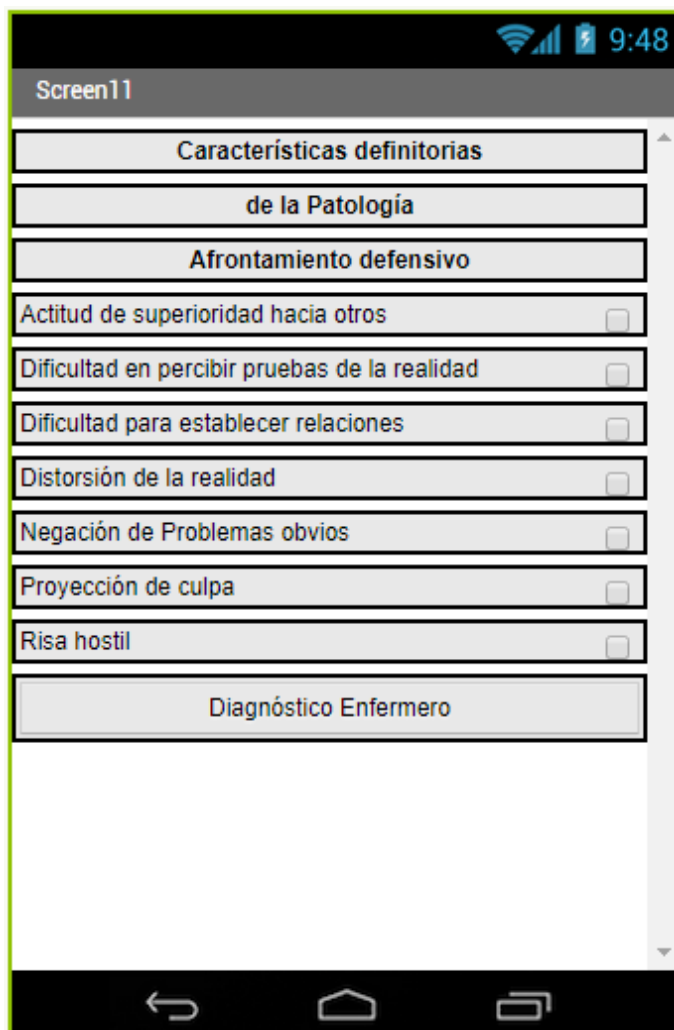 9:48
Screen11
Características definitorias
de la Patología
Afrontamiento defensivo
Actitud de superioridad hacia otros
Dificultad en percibir pruebas de la realidad
Dificultad para establecer relaciones
Distorsión de la realidad
Negación de Problemas obvios
Proyección de culpa
Risa hostil
Diagnóstico Enfermero